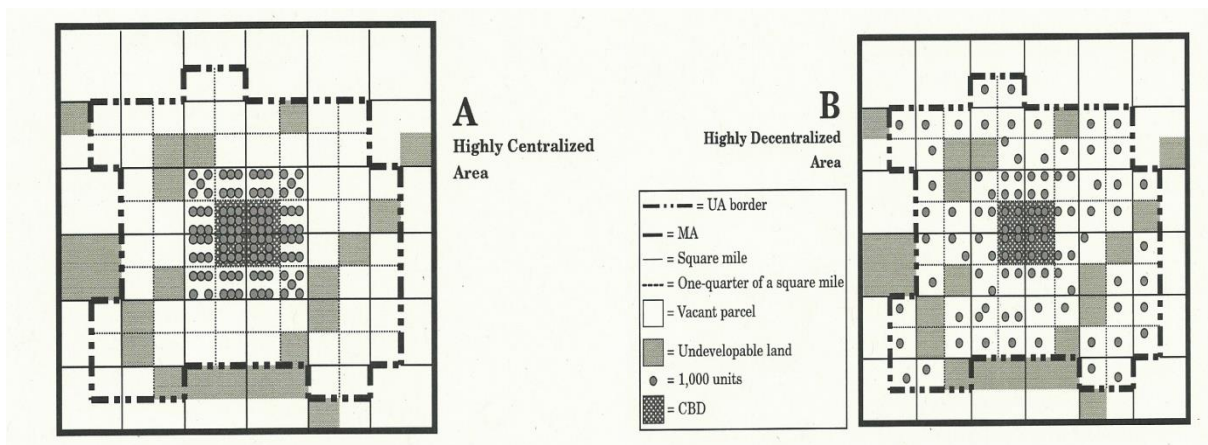 A
Highly Centralized
Area
B
Highly Decentralized
Area
= UA border
= MA
= Square mile
= One-quarter of a square mile
= Vacant parcel
= Undevelopable land
= 1,000 units
= CBD